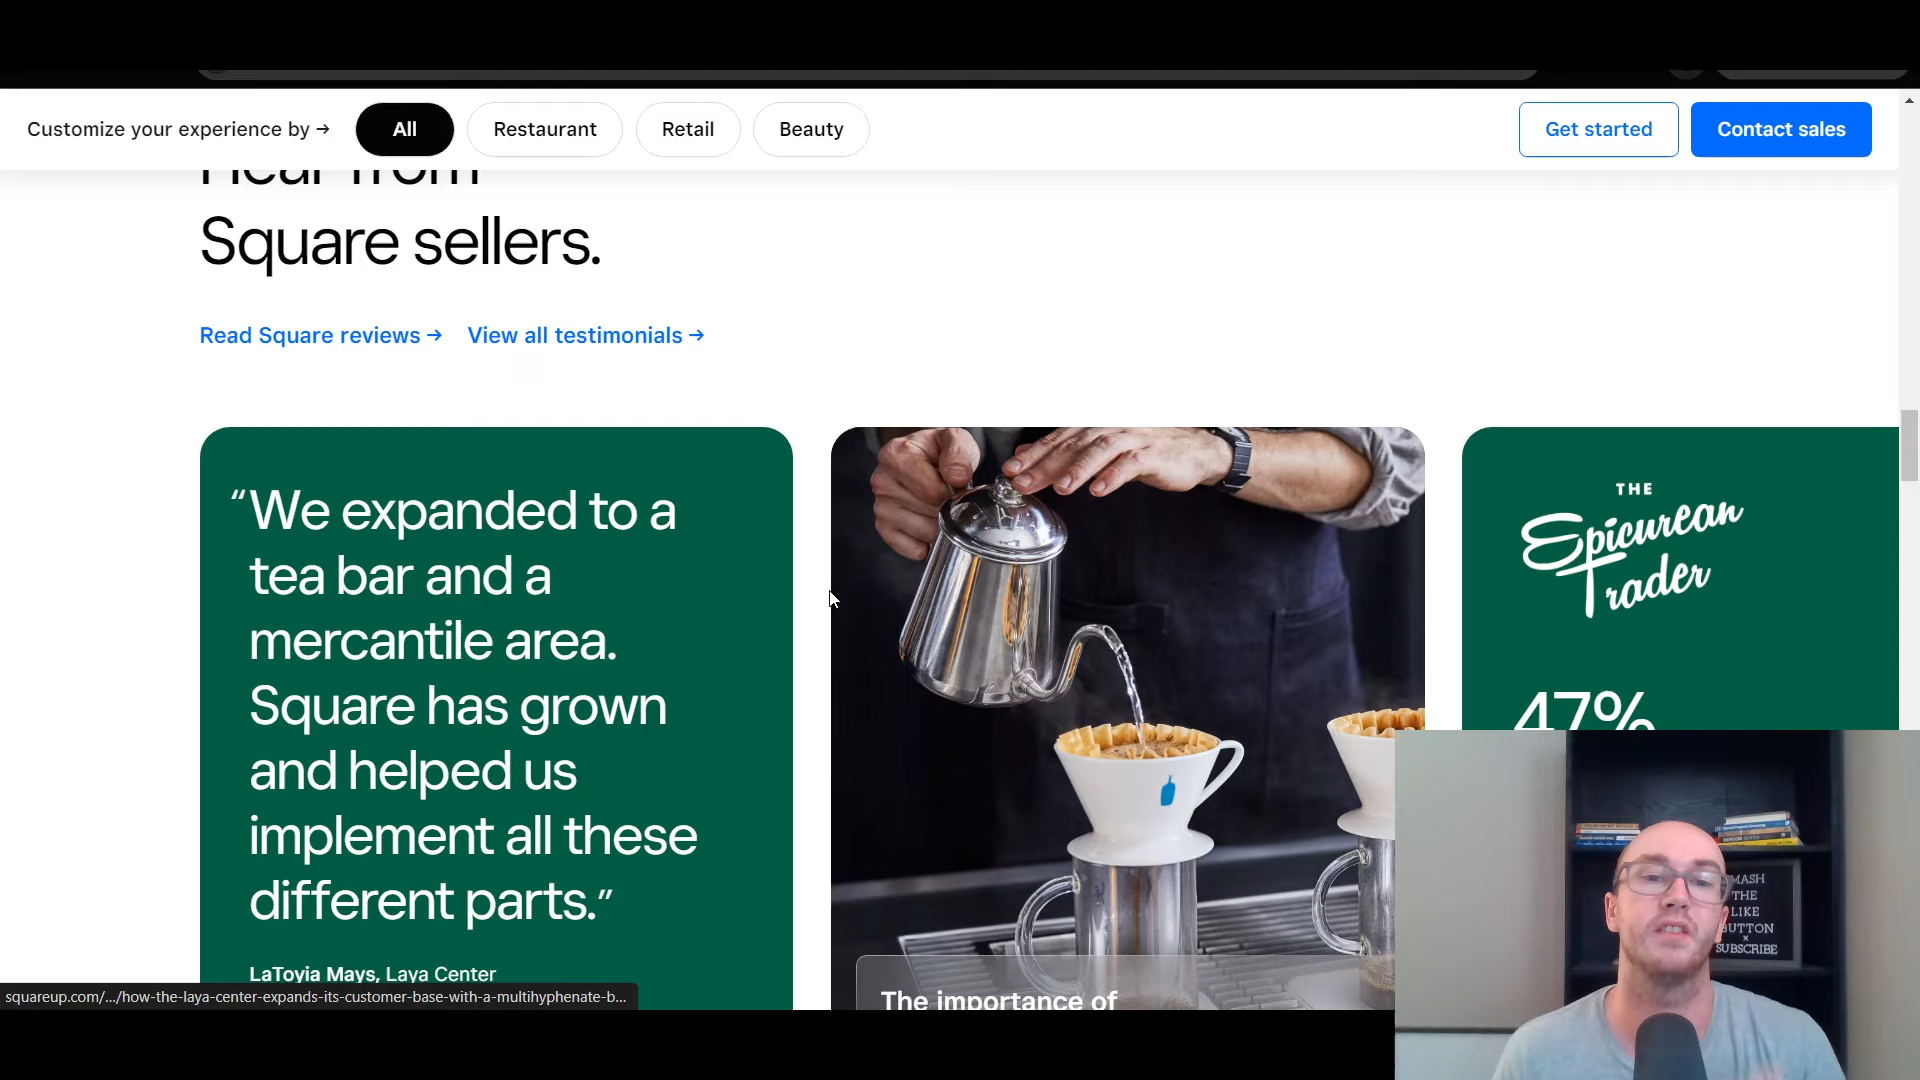 Customize your experience by →
All
Restaurant
Retail
Beauty
Get started
Contact sales
Hear from
Square sellers.
Read Square reviews →
View all testimonials →
“We expanded to a
tea bar and a
mercantile area.
Square has grown
and helped us
implement all these
different parts.”
LaToyia Mays, Laya Center
squareup.com/.../how-the-laya-center-expands-its-customer-base-with-a-multihyphenate-b...
The importance of
THE
Epicurean
Trader
47%
SMASH
THE
LIKE
BUTTON
×
SUBSCRIBE